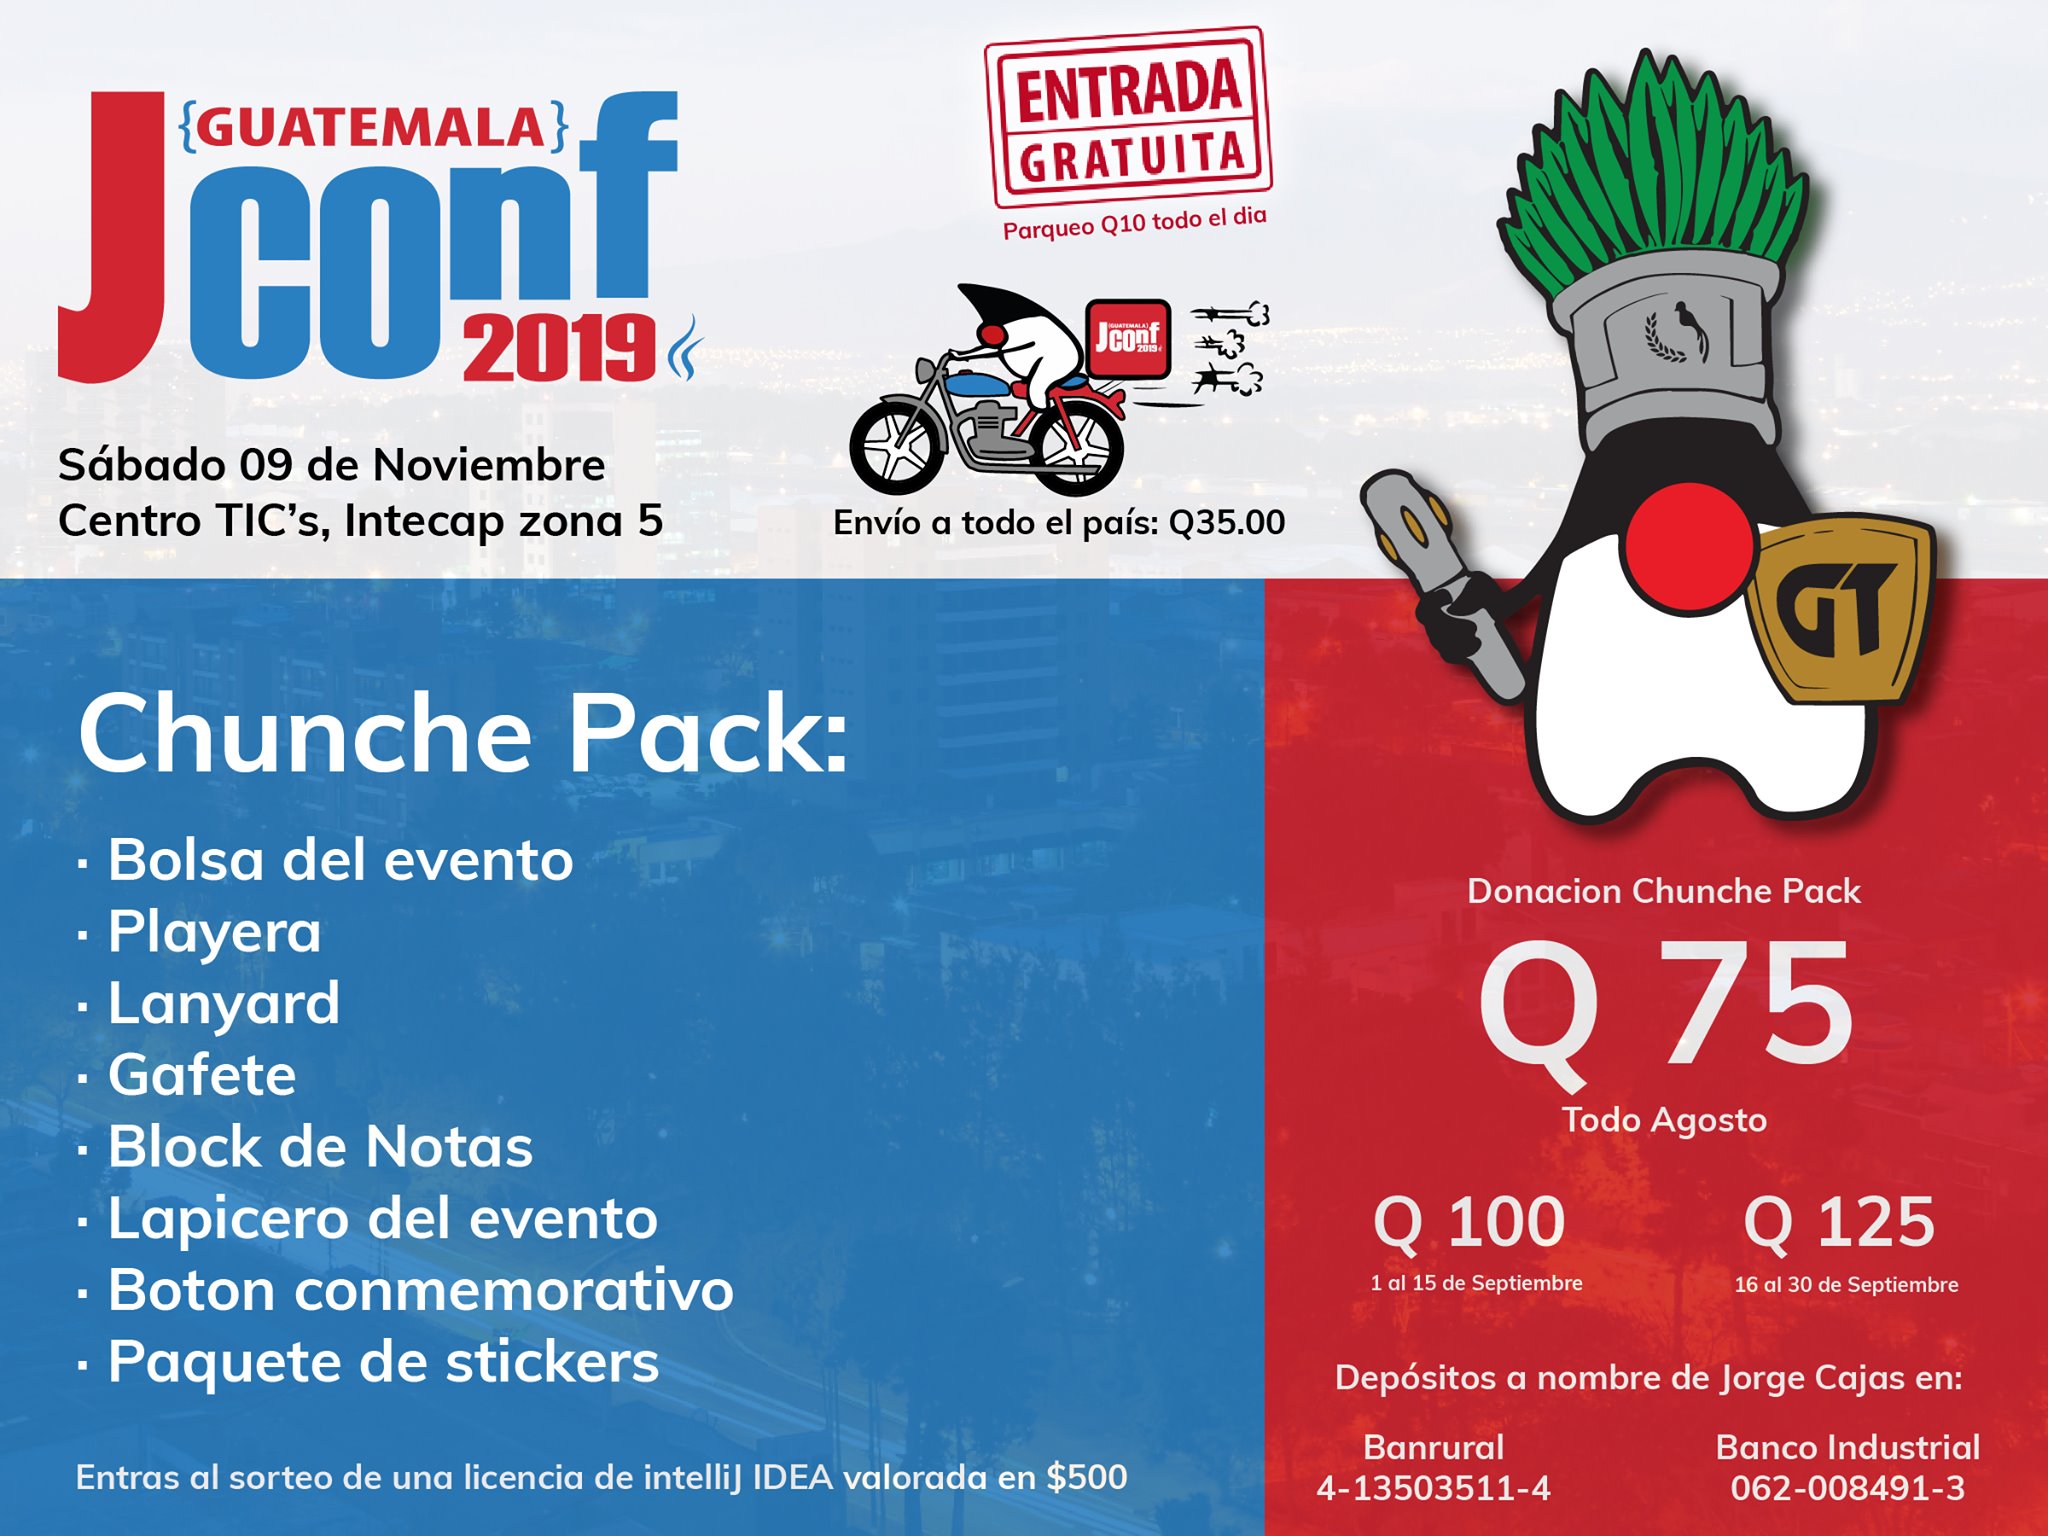 {GUATEMALA}
Jconf
2019
Sábado 09 de Noviembre
Centro TIC's, Intecap zona 5
ENTRADA
GRATUITA
Parqueo Q10 todo el dia
{GUATEMALA}
Jconf
2019
Envío a todo el país: Q35.00
GT
Chunche Pack:
· Bolsa del evento
· Playera
· Lanyard
· Gafete
· Block de Notas
· Lapicero del evento
· Boton conmemorativo
· Paquete de stickers
Entras al sorteo de una licencia de intelliJ IDEA valorada en $500
Donacion Chunche Pack
Q 75
Todo Agosto
Q 100
1 al 15 de Septiembre
Q 125
16 al 30 de Septiembre
Depósitos a nombre de Jorge Cajas en:
Banrural
4-13503511-4
Banco Industrial
062-008491-3